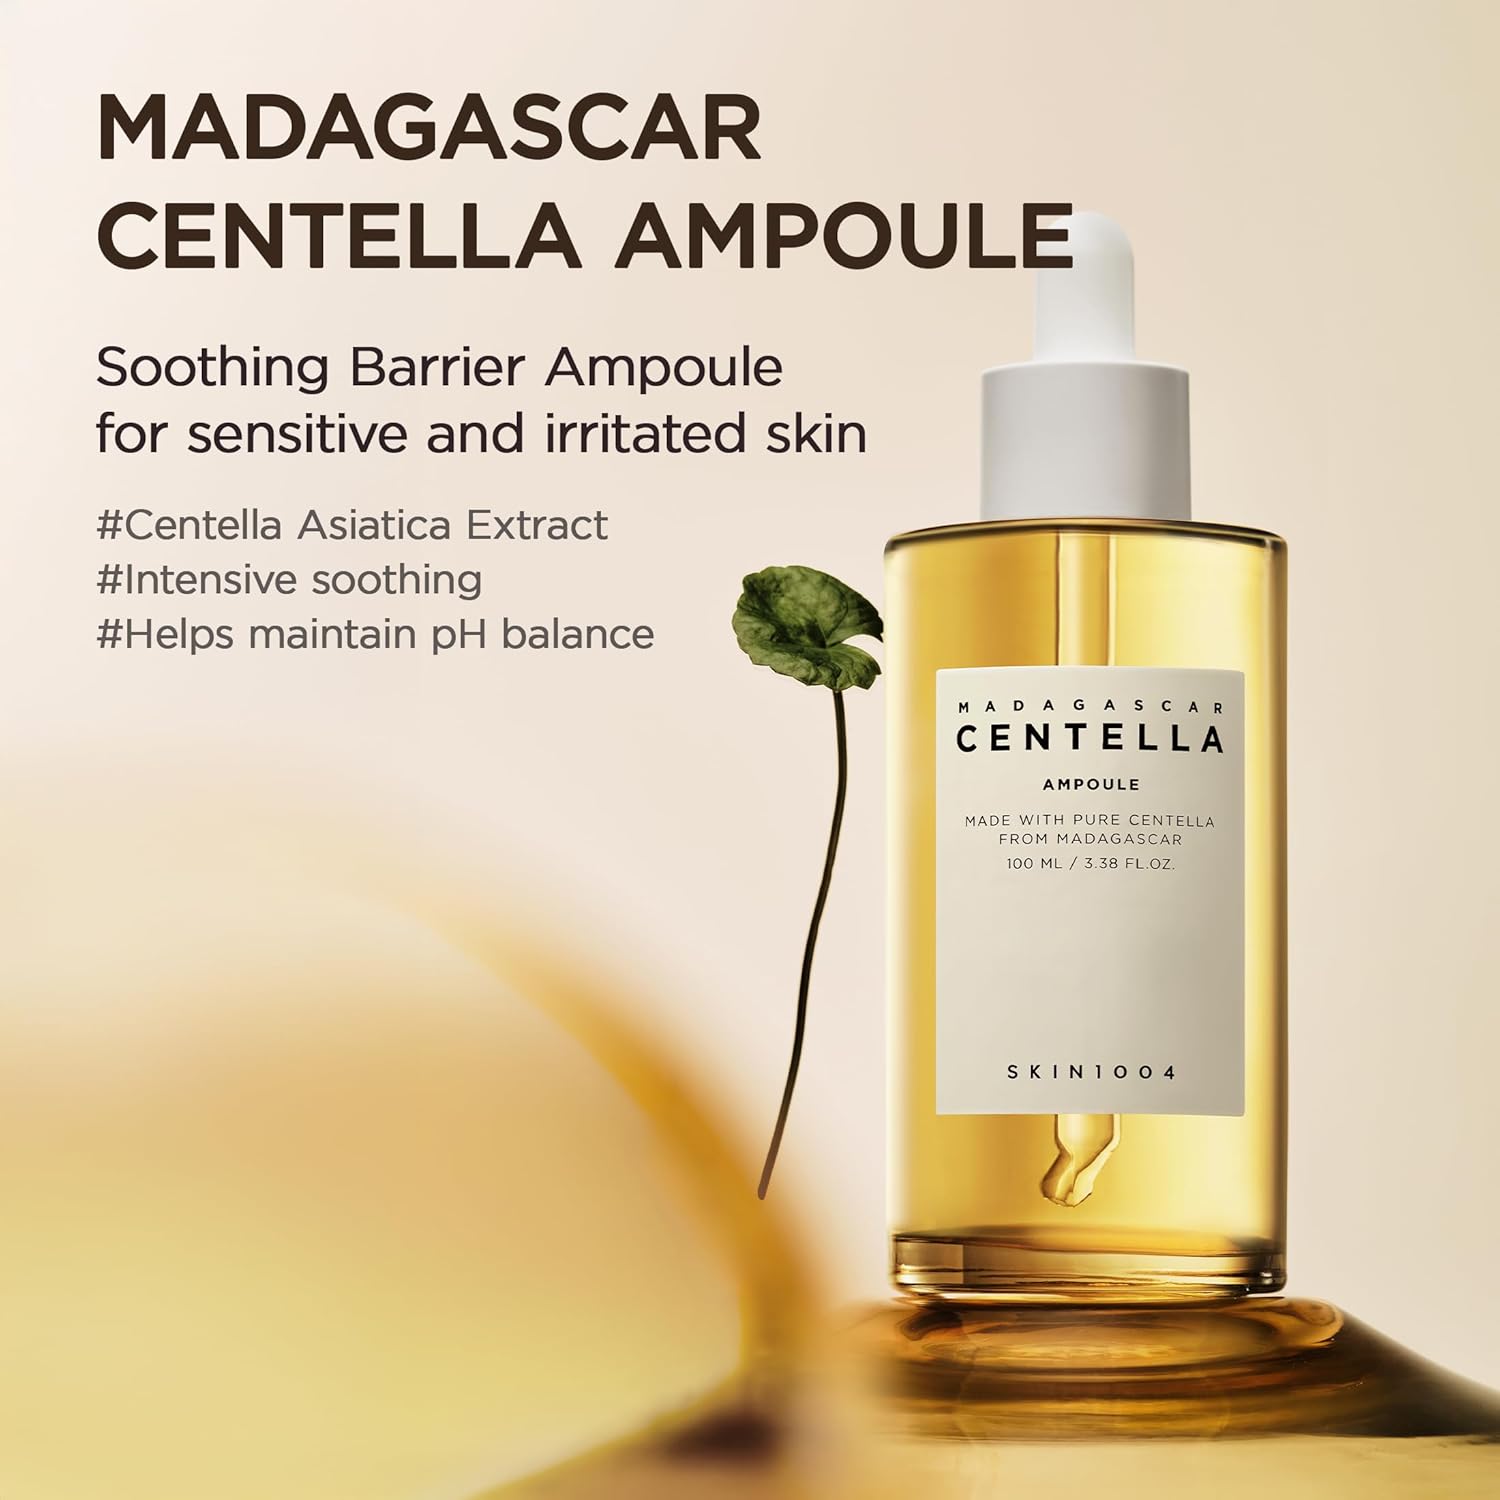 MADAGASCAR
CENTELLA AMPOULE
Soothing Barrier Ampoule
for sensitive and irritated skin
#Centella Asiatica Extract
#Intensive soothing
#Helps maintain pH balance
MADAGASCAR
CENTELLA
AMPOULE
MADE WITH PURE CENTELLA
FROM MADAGASCAR
100 ML / 3.38 FL.OZ.
SKIN1004